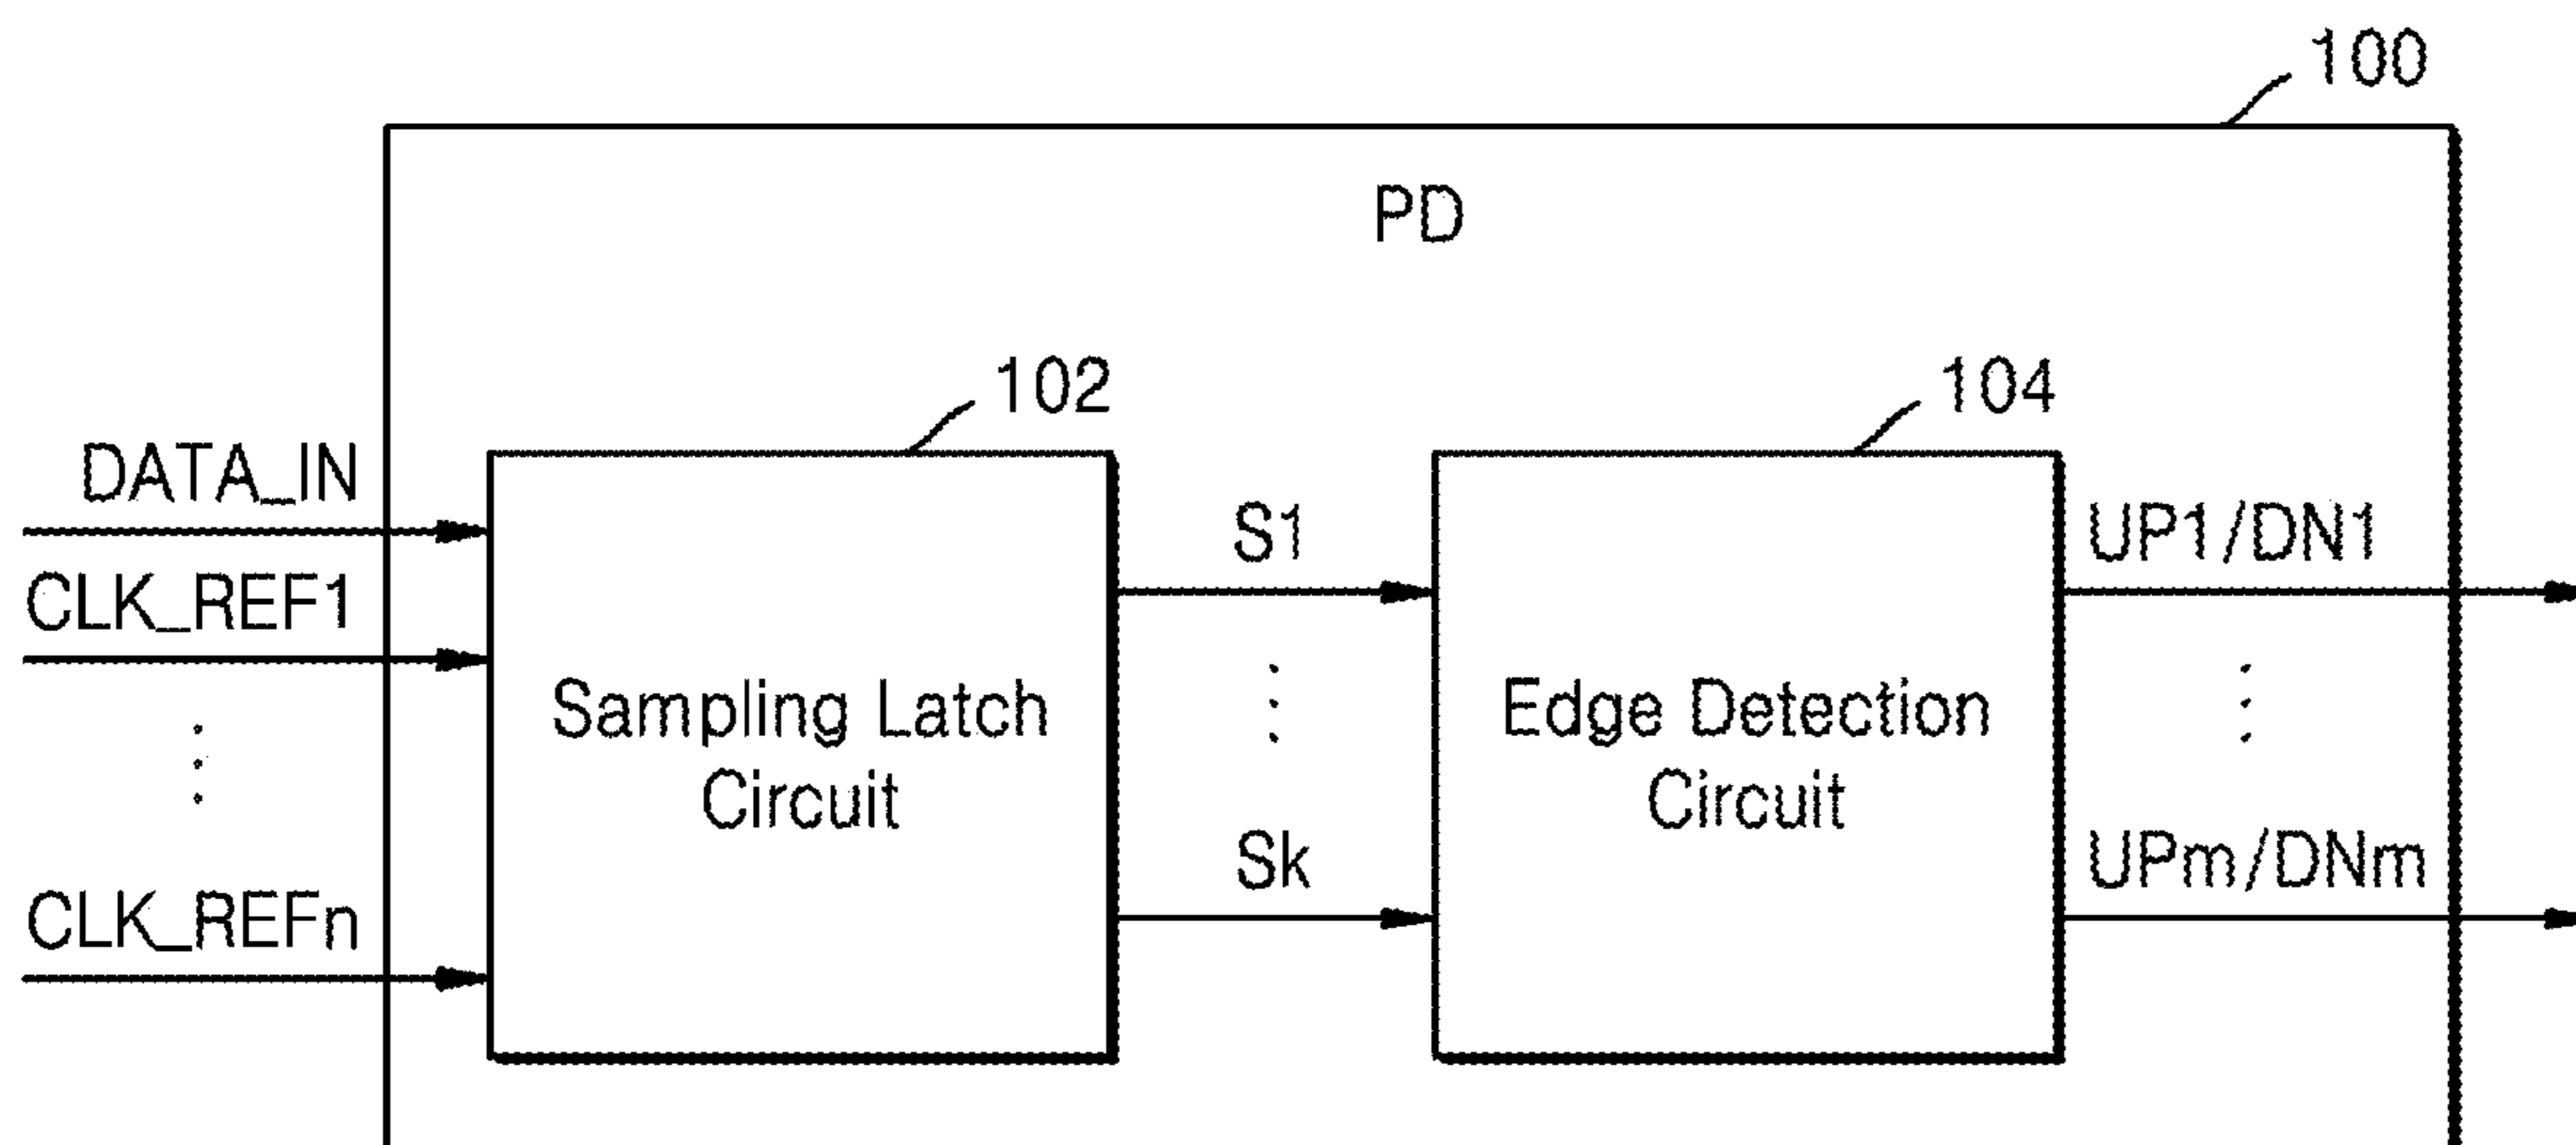 100
PD
102
104
DATA_IN
CLK_REF1
CLK_REFn
Sampling Latch
Circuit
S1
Sk
Edge Detection
Circuit
UP1/DN1
UPm/DNm